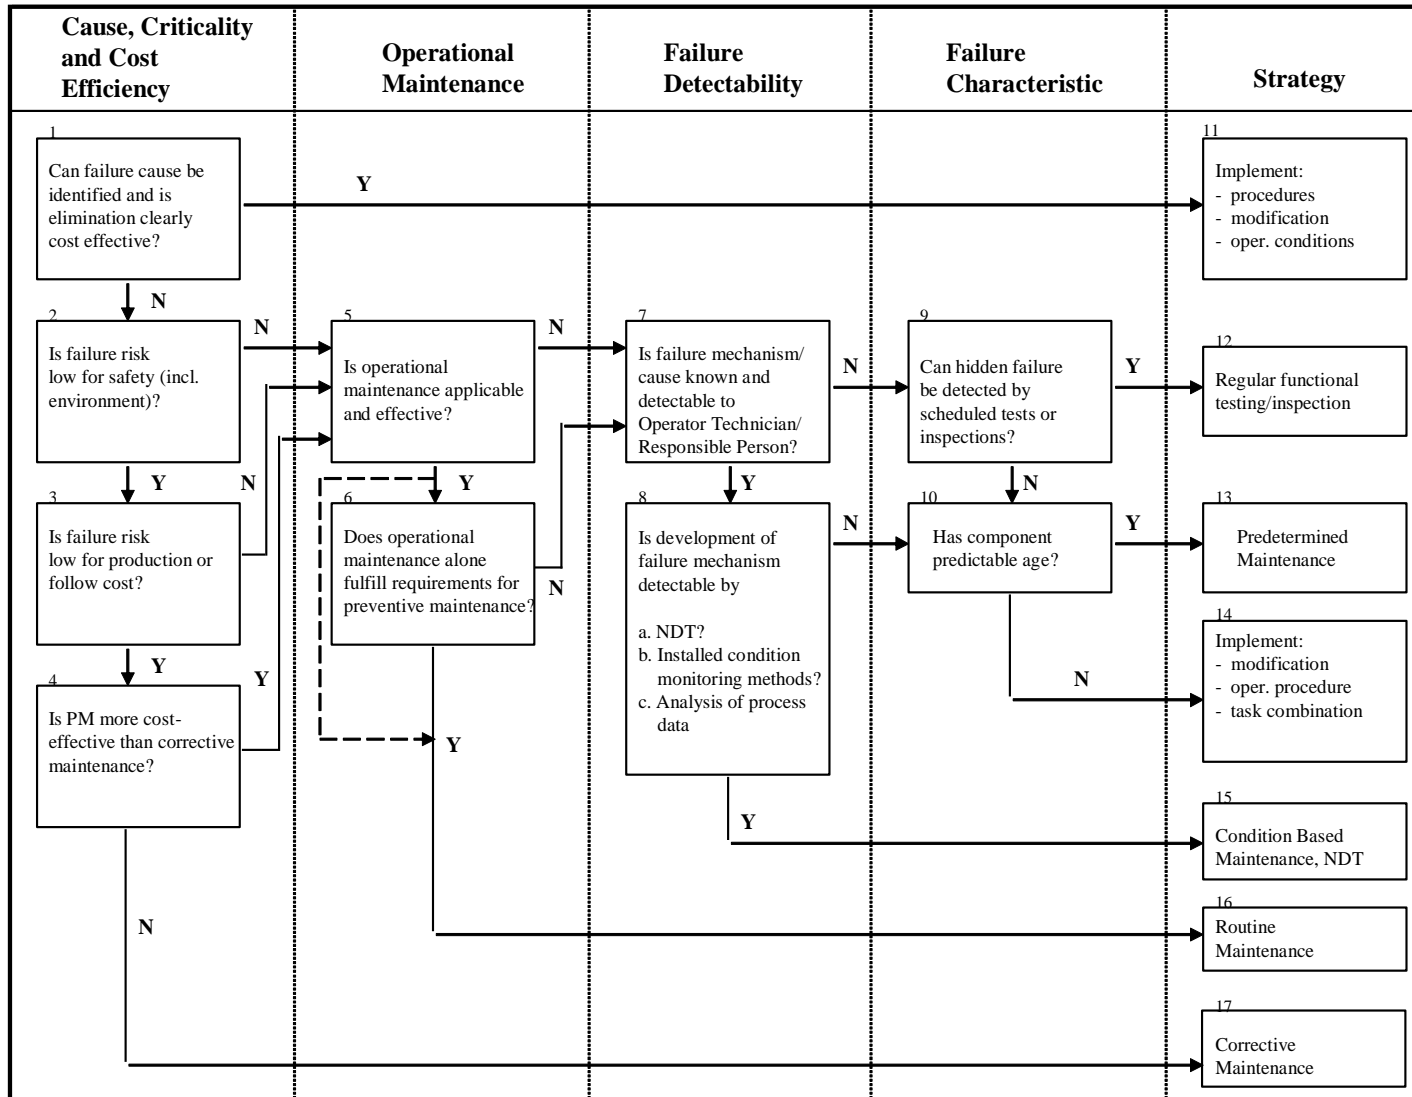 Cause, Criticality
and Cost
Efficiency
Operational
Maintenance
Failure
Detectability
Failure
Characteristic
Strategy
1
Can failure cause be
identified and is
elimination clearly
cost effective?
Y
11
Implement:
- procedures
- modification
- oper. conditions
N
2
Is failure risk
low for safety (incl.
environment)?
N
5
Is operational
maintenance applicable
and effective?
N
7
Is failure mechanism/
cause known and
detectable to
Operator Technician/
Responsible Person?
N
9
Can hidden failure
be detected by
scheduled tests or
inspections?
Y
12
Regular functional
testing/inspection
Y
N
Y
Y
N
3
Is failure risk
low for production or
follow cost?
6
Does operational
maintenance alone
fulfill requirements for
preventive maintenance?
N
8
Is development of
failure mechanism
detectable by
a. NDT?
b. Installed condition
monitoring methods?
c. Analysis of process
data
N
10
Has component
predictable age?
Y
13
Predetermined
Maintenance
14
Implement:
- modification
- oper. procedure
- task combination
N
Y
Y
4
Is PM more cost-
effective than corrective
maintenance?
Y
Y
15
Condition Based
Maintenance, NDT
N
16
Routine
Maintenance
17
Corrective
Maintenance